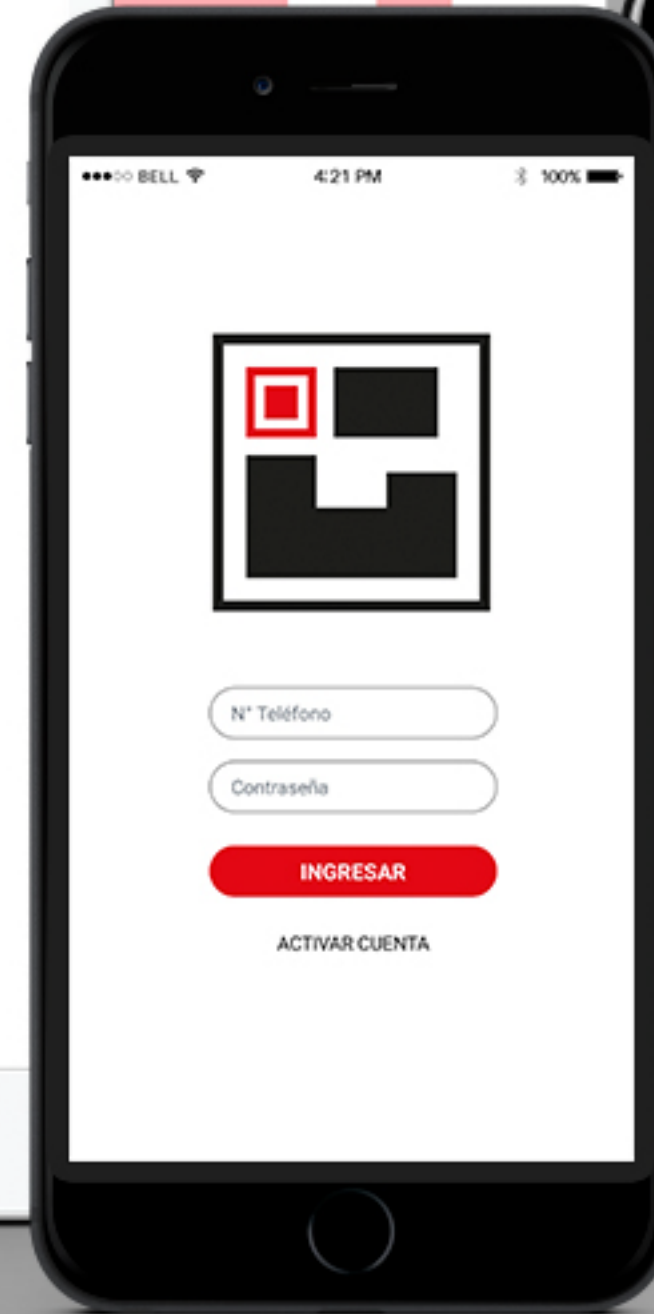 BELL
4:21 PM
100%
N° Teléfono
Contraseña
INGRESAR
ACTIVAR CUENTA